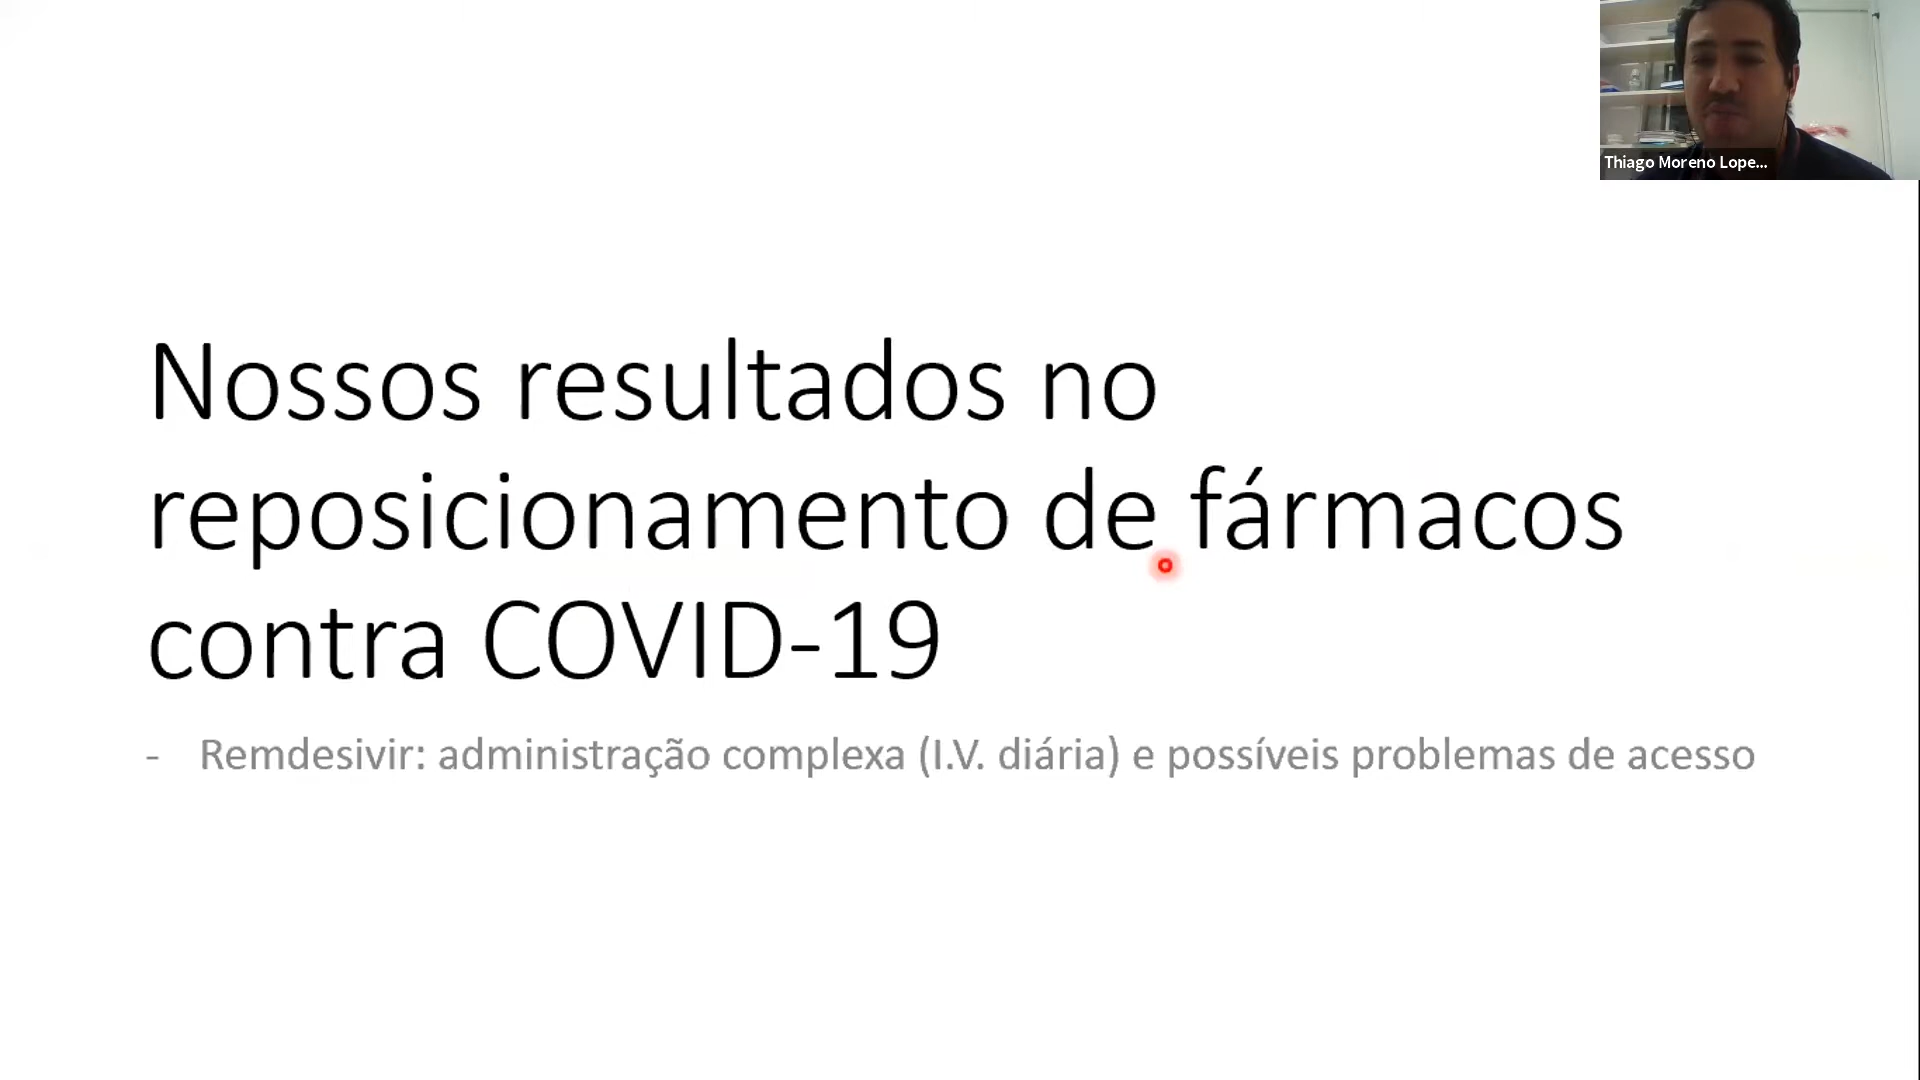 Thiago Moreno Lope...
Nossos resultados no
reposicionamento de fármacos
contra COVID-19
- Remdesivir: administração complexa (I.V. diária) e possíveis problemas de acesso